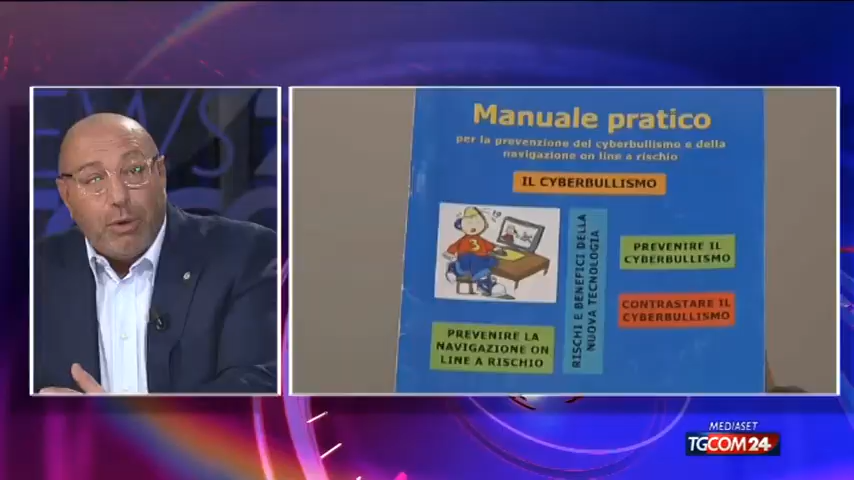 Manuale pratico
per la prevenzione del cyberbullismo e della
navigazione on line a rischio
IL CYBERBULLISMO
3
RISCHI E BENEFICI DELLA
NUOVA TECNOLOGIA
PREVENIRE IL
CYBERBULLISMO
CONTRASTARE IL
CYBERBULLISMO
PREVENIRE LA
NAVIGAZIONE ON
LINE A RISCHIO
MEDIASET
TGCOM24